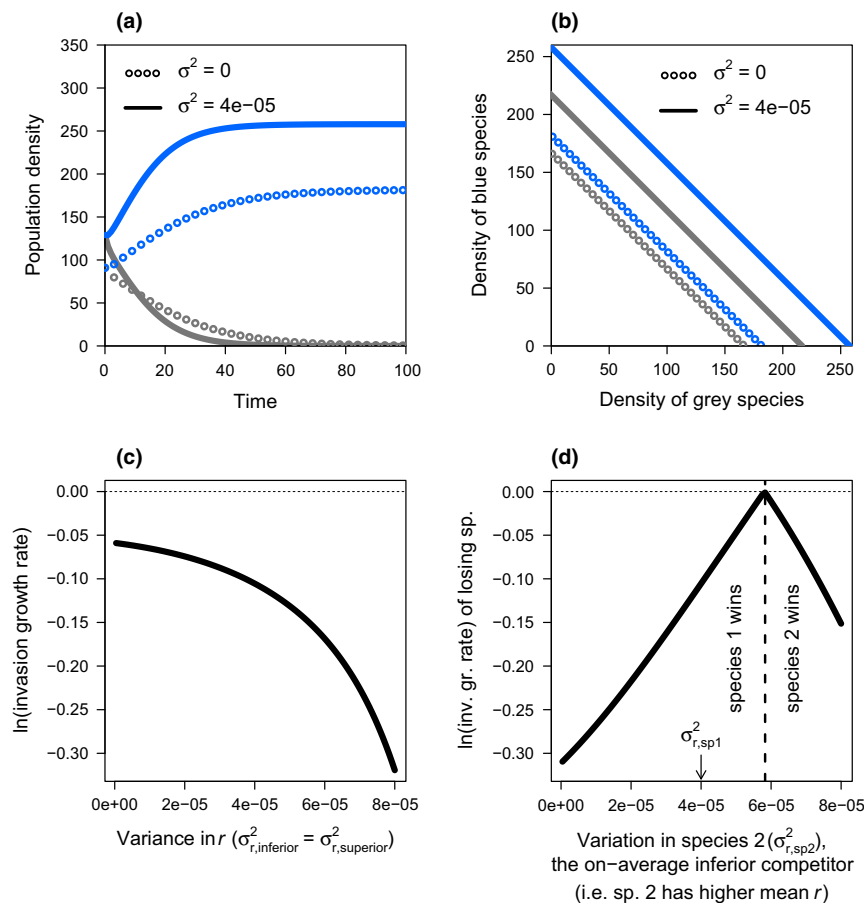 (a)
350
300
250
200
150
100
50
0
σ² = 0
σ² = 4e−05
Population density
0 20 40 60 80 100
Time
(b)
250
200
150
100
50
0
σ² = 0
σ² = 4e−05
Density of blue species
0 50 100 150 200 250
Density of grey species
(c)
0.00
−0.05
−0.10
−0.15
−0.20
−0.25
−0.30
ln(invasion growth rate)
0e+00 2e−05 4e−05 6e−05 8e−05
Variance in r (σ²r,inferior = σ²r,superior)
(d)
0.00
−0.05
−0.10
−0.15
−0.20
−0.25
−0.30
ln(inv. gr. rate) of losing sp.
species 1 wins
species 2 wins
σ²r,sp1
0e+00 2e−05 4e−05 6e−05 8e−05
Variation in species 2 (σ²r,sp2),
the on−average inferior competitor
(i.e. sp. 2 has higher mean r)